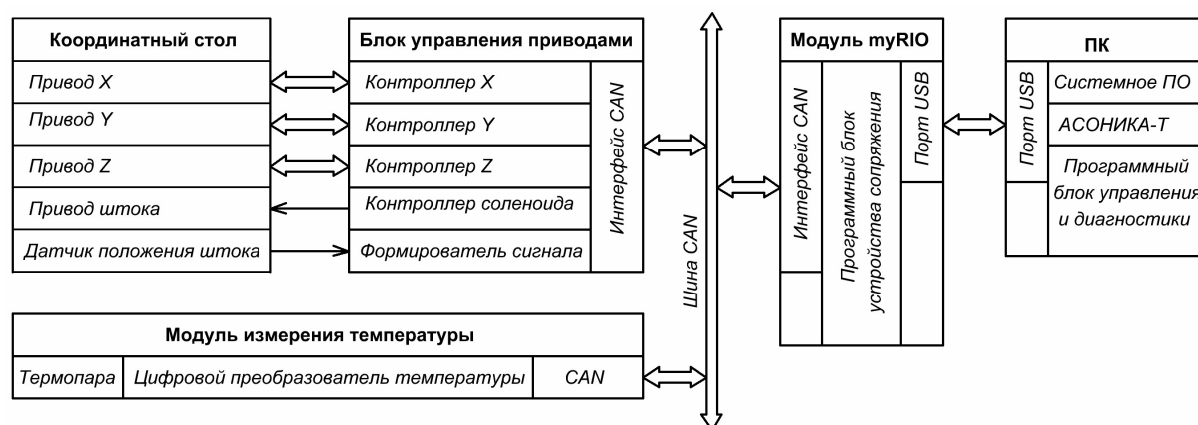 Координатный стол
Привод X
Привод Y
Привод Z
Привод штока
Датчик положения штока
Блок управления приводами
Контроллер X
Контроллер Y
Контроллер Z
Контроллер соленоида
Формирователь сигнала
Интерфейс CAN
Шина CAN
Модуль myRIO
Интерфейс CAN
Программный блок
устройства сопряжения
Порт USB
ПК
Порт USB
Системное ПО
АСОНИКА-Т
Программный
блок управления
и диагностики
Модуль измерения температуры
Термопара
Цифровой преобразователь температуры
CAN